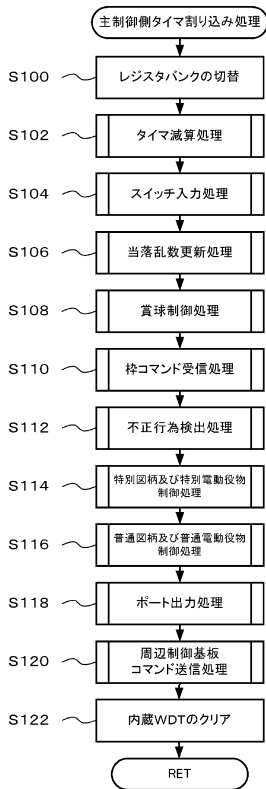 主制御側タイマ割り込み処理
S100
レジスタバンクの切替
S102
タイマ減算処理
S104
スイッチ入力処理
S106
当落乱数更新処理
S108
賞球制御処理
S110
枠コマンド受信処理
S112
不正行為検出処理
S114
特別図柄及び特別電動役物
制御処理
S116
普通図柄及び普通電動役物
制御処理
S118
ポート出力処理
S120
周辺制御基板
コマンド送信処理
S122
内蔵WDTのクリア
RET